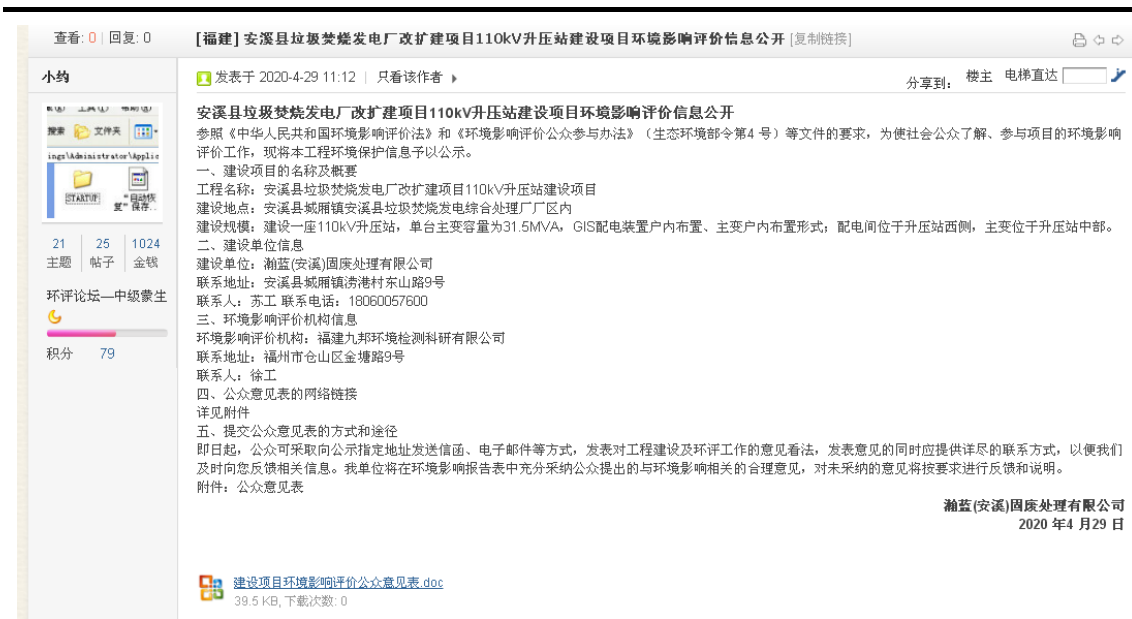 查看: 0 | 回复: 0
[福建] 安溪县垃圾焚烧发电厂改扩建项目110kV升压站建设项目环境影响评价信息公开 [复制链接]
小约
发表于 2020-4-29 11:12 | 只看该作者
分享到: 楼主 电梯直达
搜索 文件夹
ings\Administrator\Applic
STARTUP
"自动恢
复"保存..
21 25 1024
主题 帖子 金钱
环评论坛—中级蒙生
积分 79
安溪县垃圾焚烧发电厂改扩建项目110kV升压站建设项目环境影响评价信息公开
参照《中华人民共和国环境影响评价法》和《环境影响评价公众参与办法》（生态环境部令第4 号）等文件的要求，为使社会公众了解、参与项目的环境影响
评价工作，现将本工程环境保护信息予以公示。
一、建设项目的名称及概要
工程名称：安溪县垃圾焚烧发电厂改扩建项目110kV升压站建设项目
建设地点：安溪县城厢镇安溪县垃圾焚烧发电综合处理厂厂区内
建设规模：建设一座110kV升压站，单台主变容量为31.5MVA，GIS配电装置户内布置、主变户内布置形式；配电间位于升压站西侧，主变位于升压站中部。
二、建设单位信息
建设单位：瀚蓝(安溪)固废处理有限公司
联系地址：安溪县城厢镇涝港村东山路9号
联系人：苏工 联系电话：18060057600
三、环境影响评价机构信息
环境影响评价机构：福建九邦环境检测科研有限公司
联系地址：福州市仓山区金塘路9号
联系人：徐工
四、公众意见表的网络链接
详见附件
五、提交公众意见表的方式和途径
即日起，公众可采取向公示指定地址发送信函、电子邮件等方式，发表对工程建设及环评工作的意见看法，发表意见的同时应提供详尽的联系方式，以便我们
及时向您反馈相关信息。我单位将在环境影响报告表中充分采纳公众提出的与环境影响相关的合理意见，对未采纳的意见将按要求进行反馈和说明。
附件：公众意见表
瀚蓝(安溪)固废处理有限公司
2020 年4 月29 日
建设项目环境影响评价公众意见表.doc
39.5 KB, 下载次数: 0